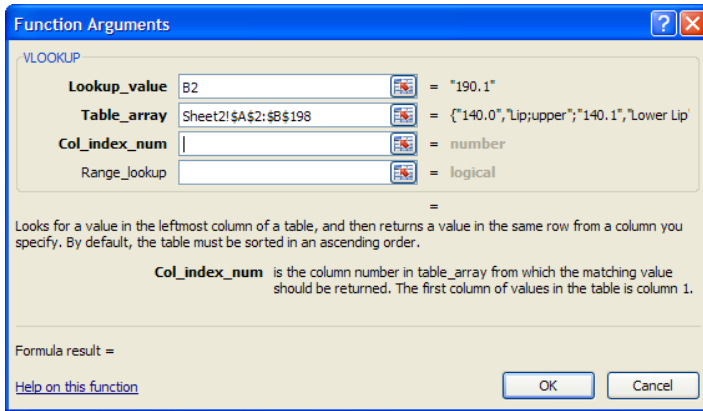 Function Arguments
VLOOKUP
Lookup_value B2 = "190.1"
Table_array Sheet2!$A$2:$B$198 = {"140.0","Lip;upper";"140.1","Lower Lip"
Col_index_num = number
Range_lookup = logical
=
Looks for a value in the leftmost column of a table, and then returns a value in the same row from a column you
specify. By default, the table must be sorted in an ascending order.
Col_index_num is the column number in table_array from which the matching value
should be returned. The first column of values in the table is column 1.
Formula result =
Help on this function OK Cancel